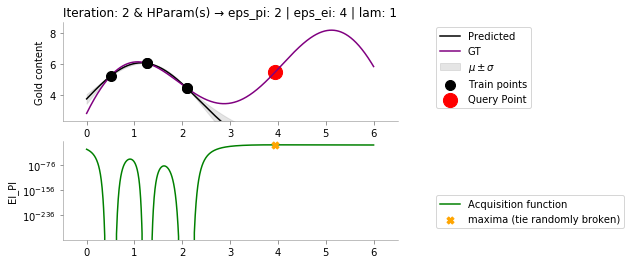 Iteration: 2 & HParam(s) → eps_pi: 2 | eps_ei: 4 | lam: 1
Gold content
8
6
4
0 1 2 3 4 5 6
Predicted
GT
μ ± σ
Train points
Query Point
EI_PI
10⁻⁷⁶
10⁻¹⁵⁶
10⁻²³⁶
0 1 2 3 4 5 6
Acquisition function
maxima (tie randomly broken)